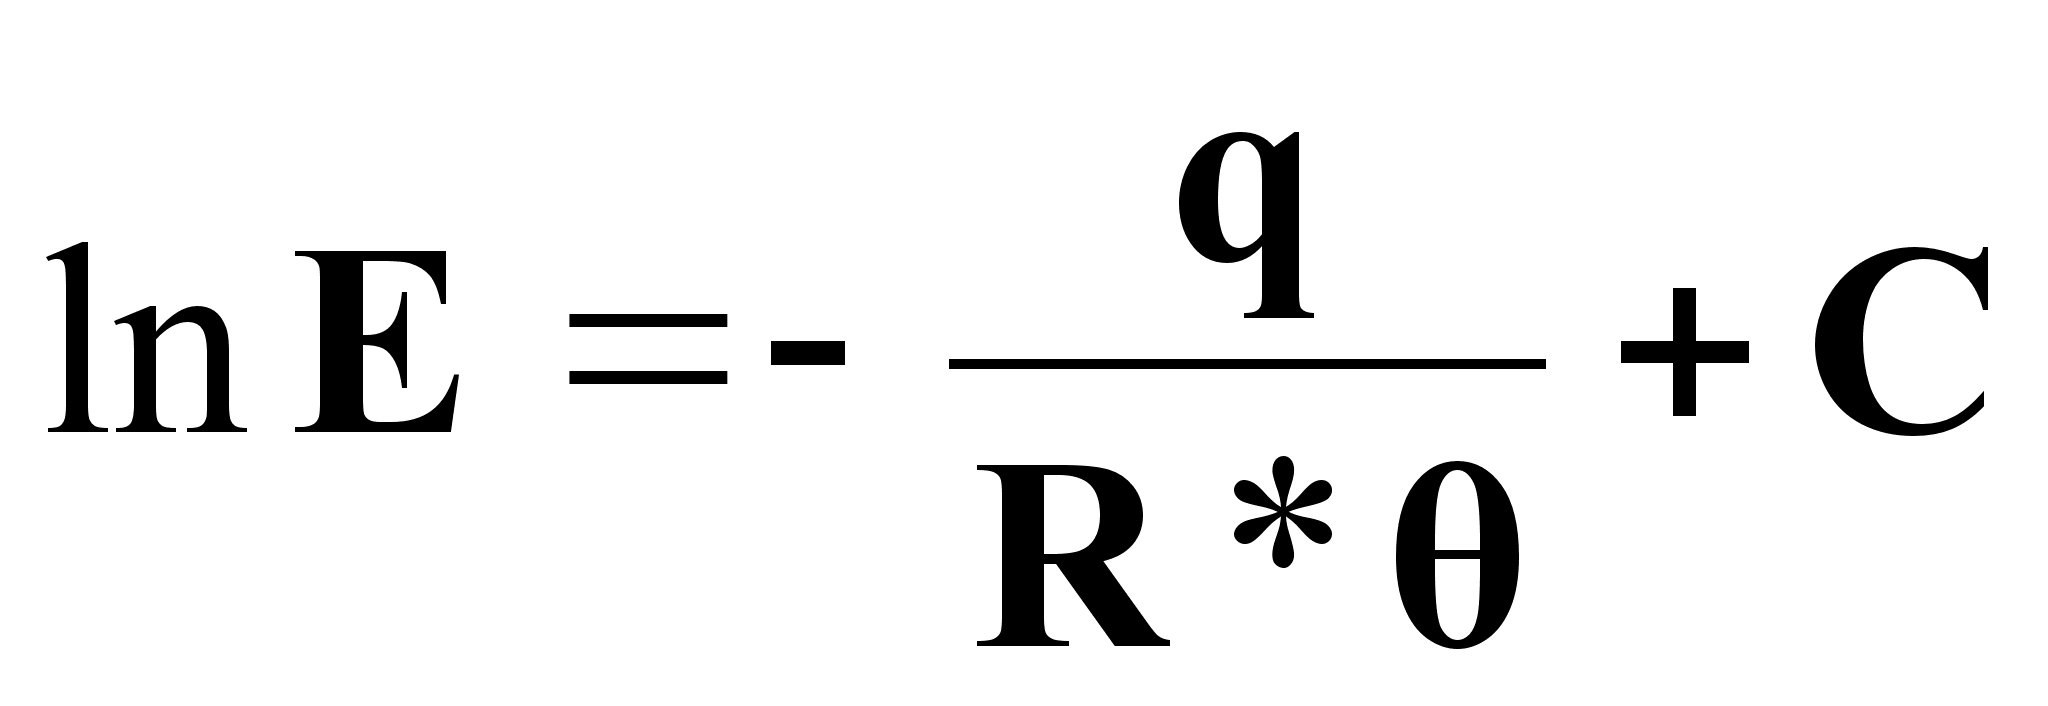 ln E = - q / R * θ + C